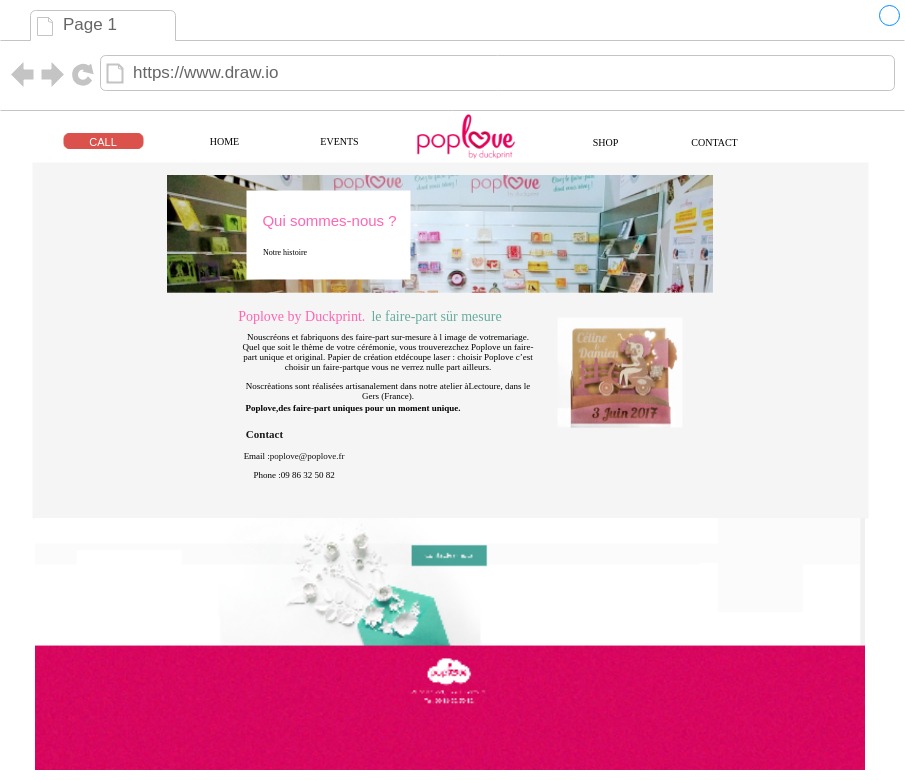 Page 1
https://www.draw.io
CALL
HOME
EVENTS
poplove
by duckprint
SHOP
CONTACT
poplove
poplove
Qui sommes-nous ?
Notre histoire
Poplove by Duckprint. le faire-part sür mesure
Nouscréons et fabriquons des faire-part sur-mesure à l image de votremariage.
Quel que soit le thème de votre cérémonie, vous trouverezchez Poplove un faire-
part unique et original. Papier de création etdécoupe laser : choisir Poplove c’est
choisir un faire-partque vous ne verrez nulle part ailleurs.
Noscrèations sont réalisées artisanalement dans notre atelier àLectoure, dans le
Gers (France).
Poplove,des faire-part uniques pour un moment unique.
Céline
Damien
3 Juin 2017
Contact
Email :poplove@poplove.fr
Phone :09 86 32 50 82
poplove